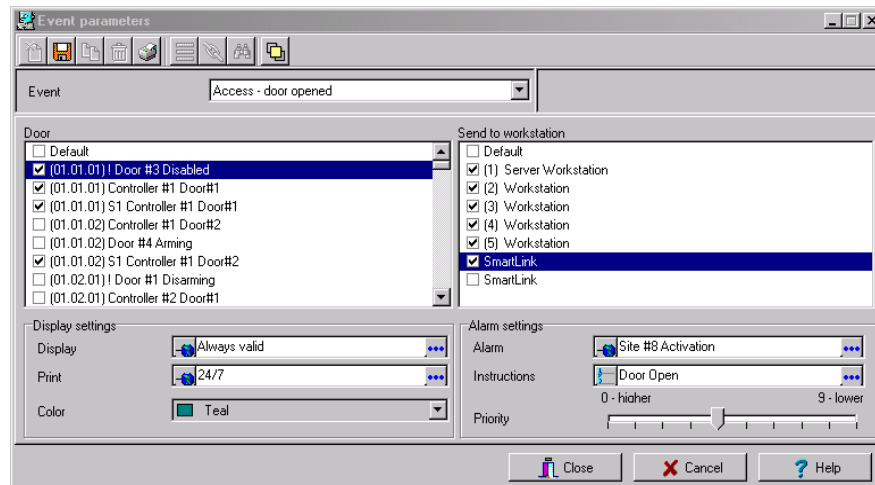 Event parameters
Event
Access - door opened
Door
Default
(01.01.01) ! Door #3 Disabled
(01.01.01) Controller #1 Door#1
(01.01.01) S1 Controller #1 Door#1
(01.01.02) Controller #1 Door#2
(01.01.02) Door #4 Arming
(01.01.02) S1 Controller #1 Door#2
(01.02.01) ! Door #1 Disarming
(01.02.01) Controller #2 Door#1
Send to workstation
Default
(1) Server Workstation
(2) Workstation
(3) Workstation
(4) Workstation
(5) Workstation
SmartLink
SmartLink
Display settings
Display
Always valid
Print
24/7
Color
Teal
Alarm settings
Alarm
Site #8 Activation
Instructions
Door Open
0 - higher
9 - lower
Priority
Close
Cancel
Help